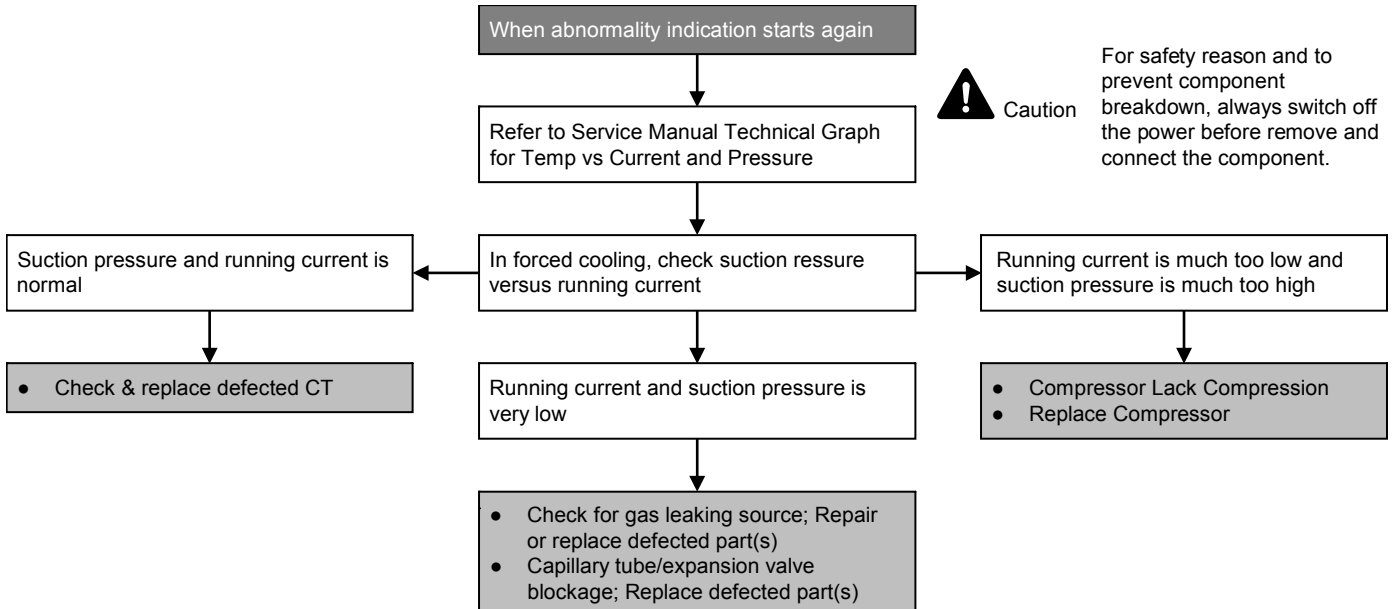 When abnormality indication starts again
Caution
For safety reason and to
prevent component
breakdown, always switch off
the power before remove and
connect the component.
Refer to Service Manual Technical Graph
for Temp vs Current and Pressure
Suction pressure and running current is
normal
In forced cooling, check suction ressure
versus running current
Running current is much too low and
suction pressure is much too high
● Check & replace defected CT
Running current and suction pressure is
very low
● Compressor Lack Compression
● Replace Compressor
● Check for gas leaking source; Repair
or replace defected part(s)
● Capillary tube/expansion valve
blockage; Replace defected part(s)